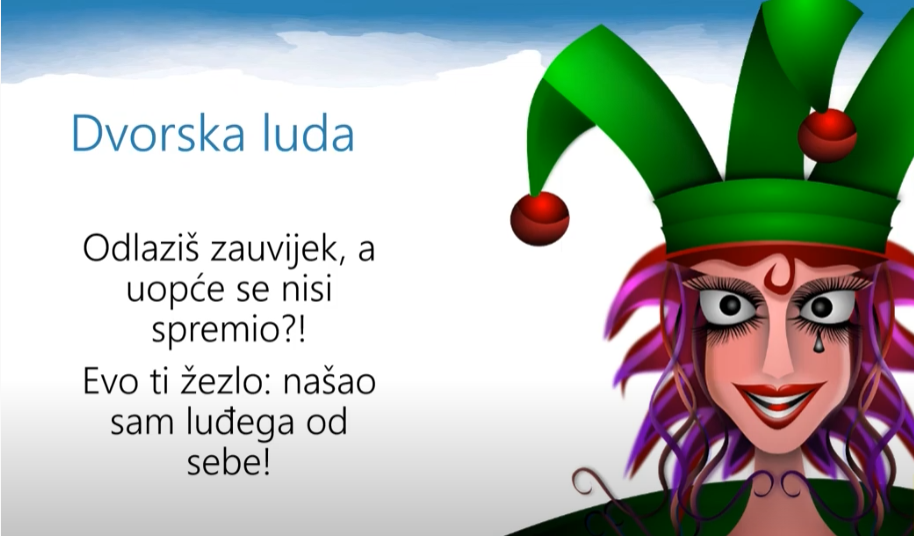 Dvorska luda
Odlaziš zauvijek, a
uopće se nisi
spremio?!
Evo ti žezlo: našao
sam luđega od
sebe!